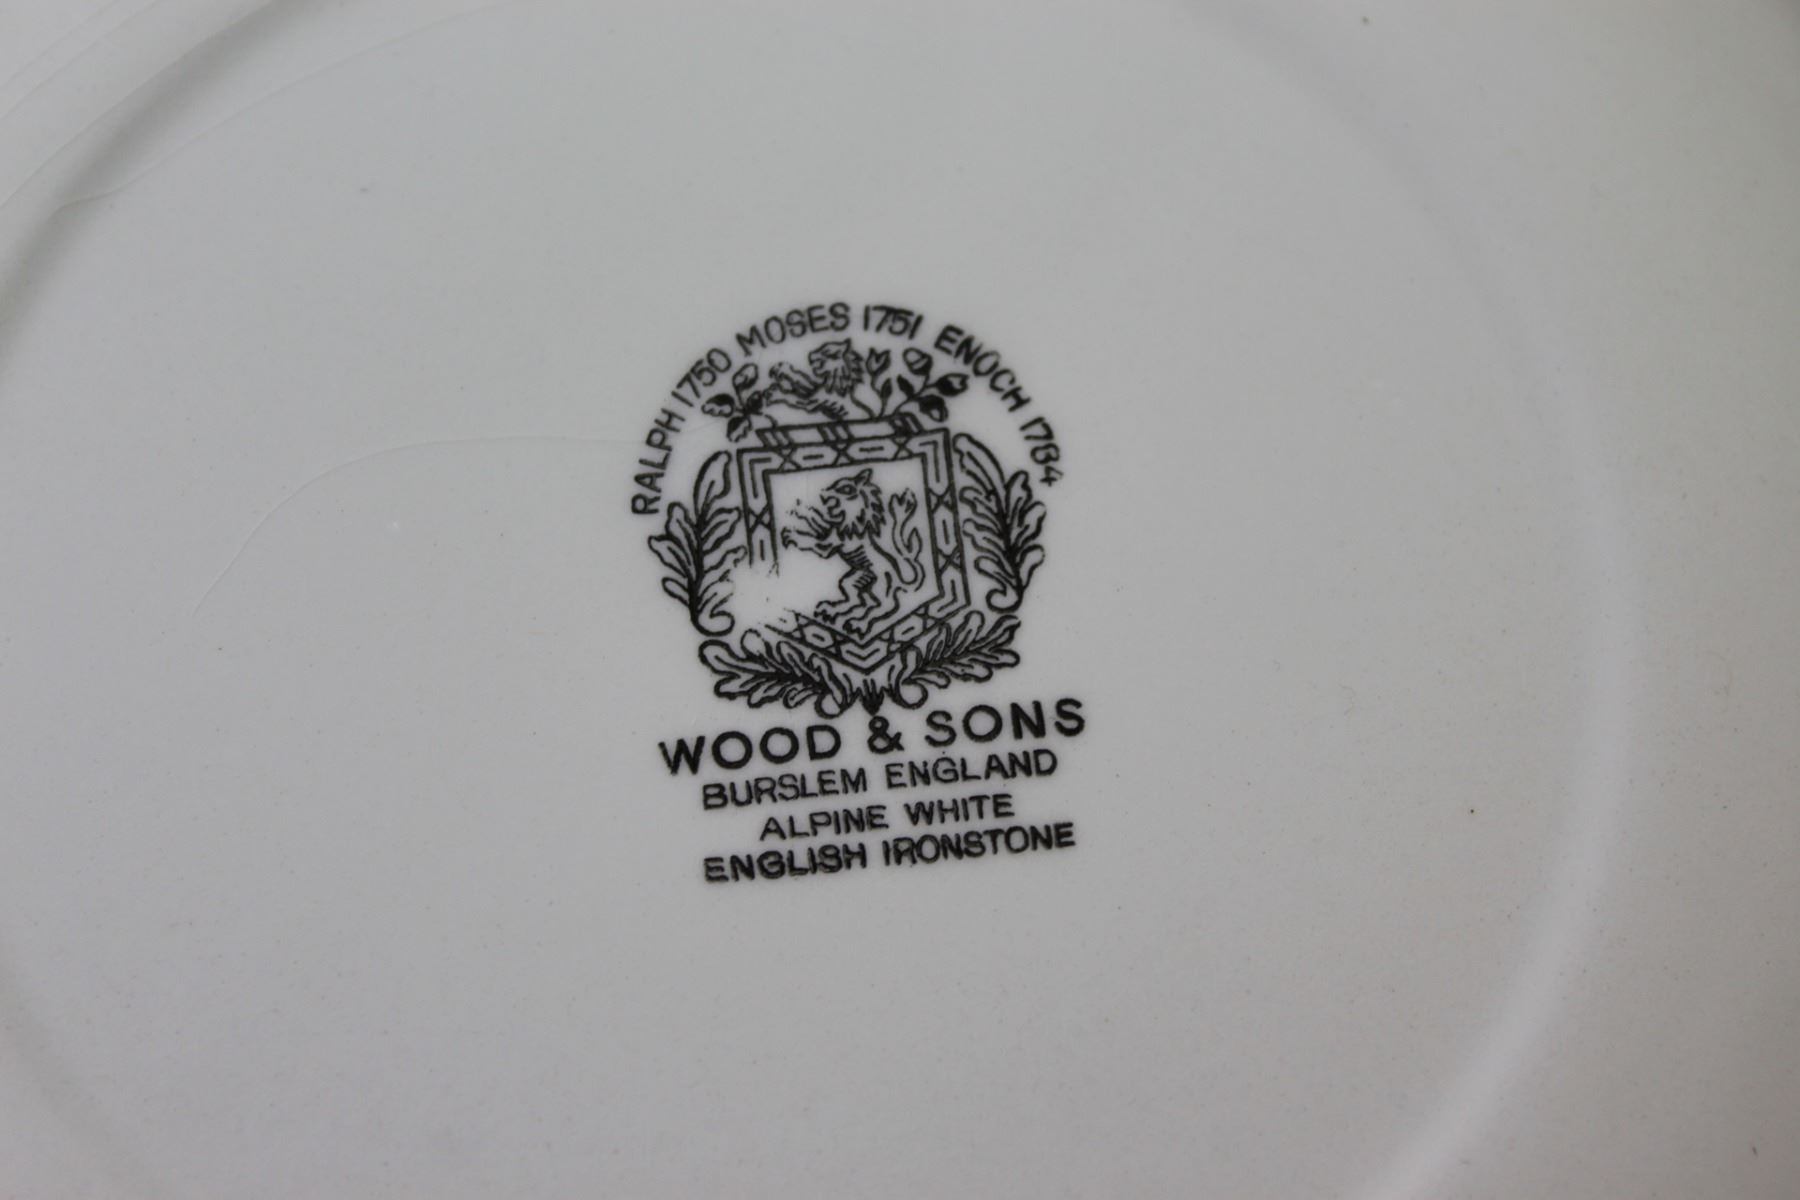 RALPH 1750 MOSES 1751 ENOCH 1784
WOOD & SONS
BURSLEM ENGLAND
ALPINE WHITE
ENGLISH IRONSTONE